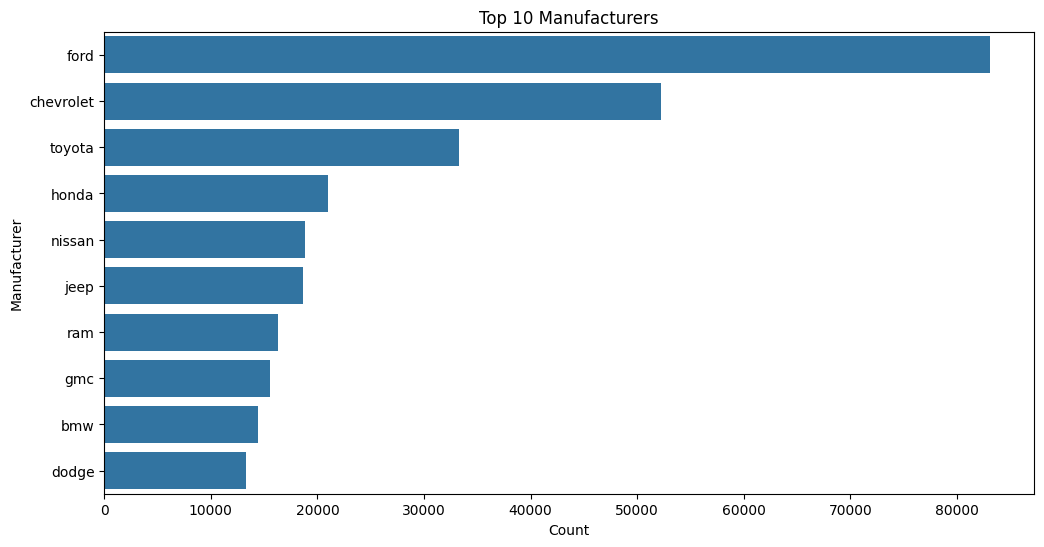 Top 10 Manufacturers
Manufacturer
ford
chevrolet
toyota
honda
nissan
jeep
ram
gmc
bmw
dodge
0 10000 20000 30000 40000 50000 60000 70000 80000
Count